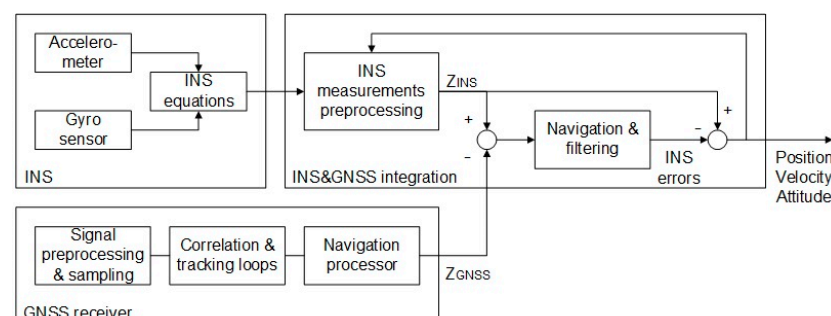 Accelero-
meter
INS
equations
Gyro
sensor
INS
INS
measurements
preprocessing
ZINS
+
−
Navigation &
filtering
INS
errors
+
−
INS&GNSS integration
Position
Velocity
Attitude
Signal
preprocessing
& sampling
Correlation &
tracking loops
Navigation
processor
ZGNSS
GNSS receiver